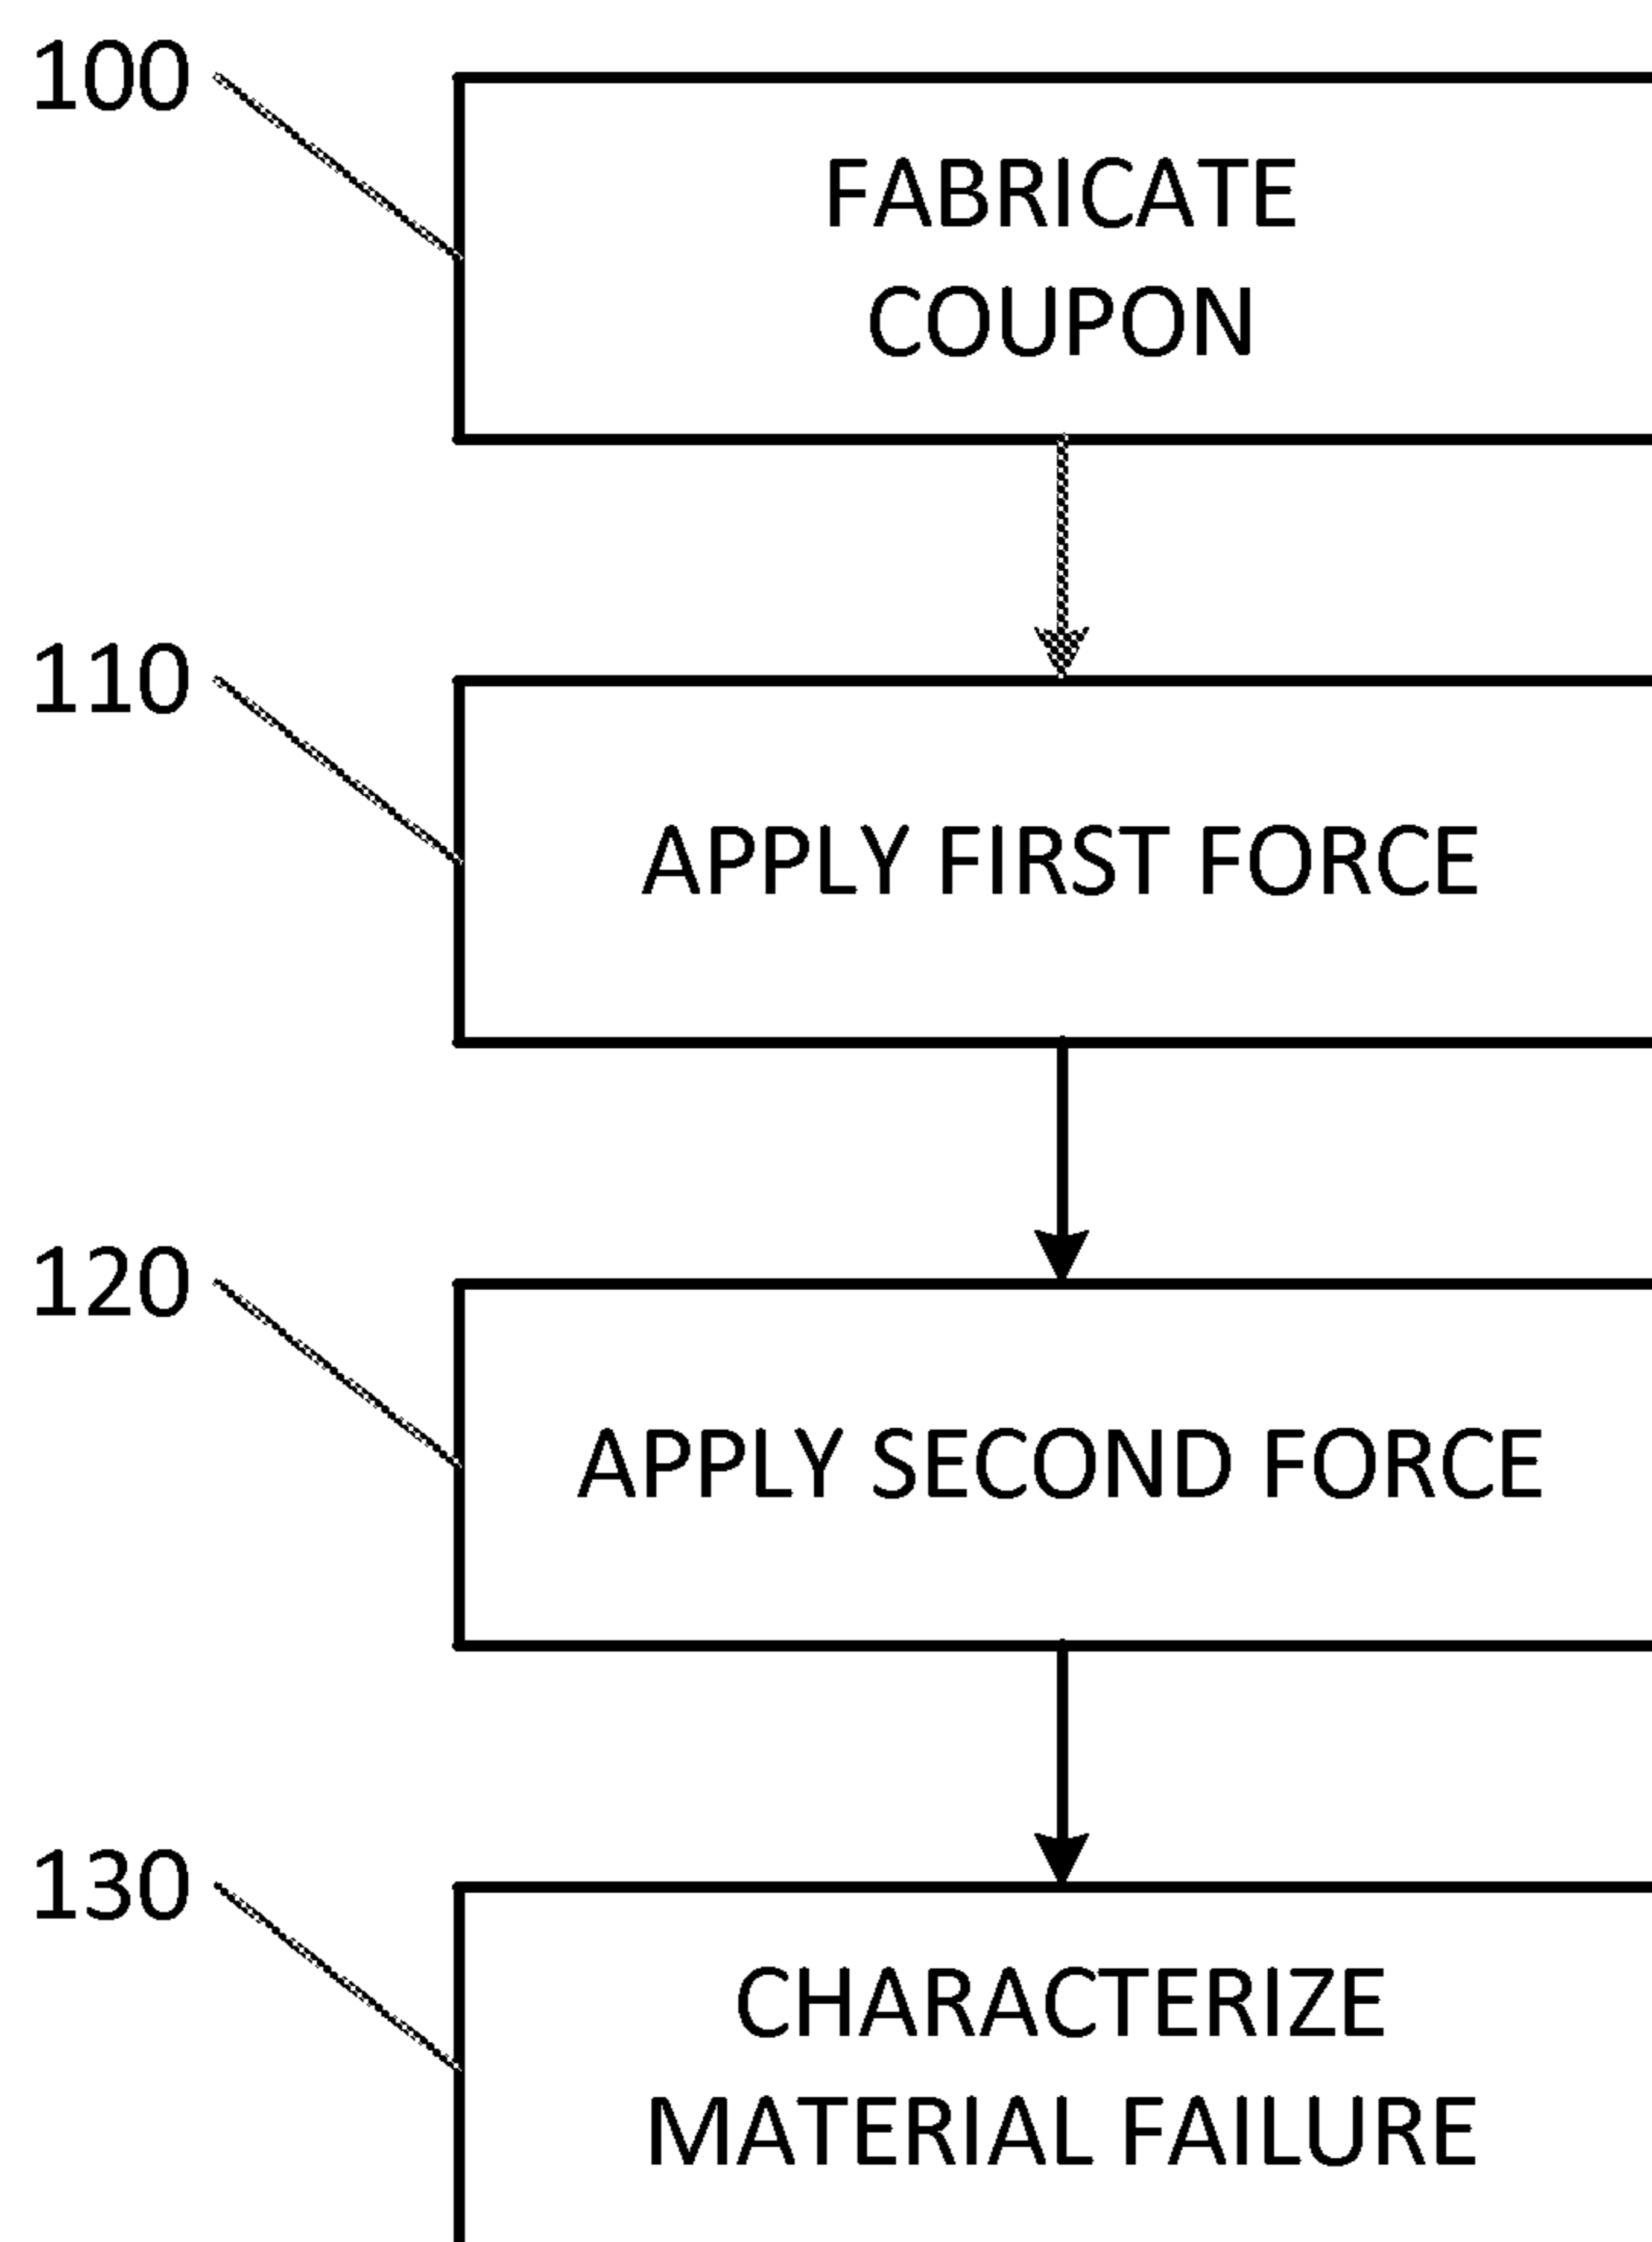 100
FABRICATE
COUPON
110
APPLY FIRST FORCE
120
APPLY SECOND FORCE
130
CHARACTERIZE
MATERIAL FAILURE